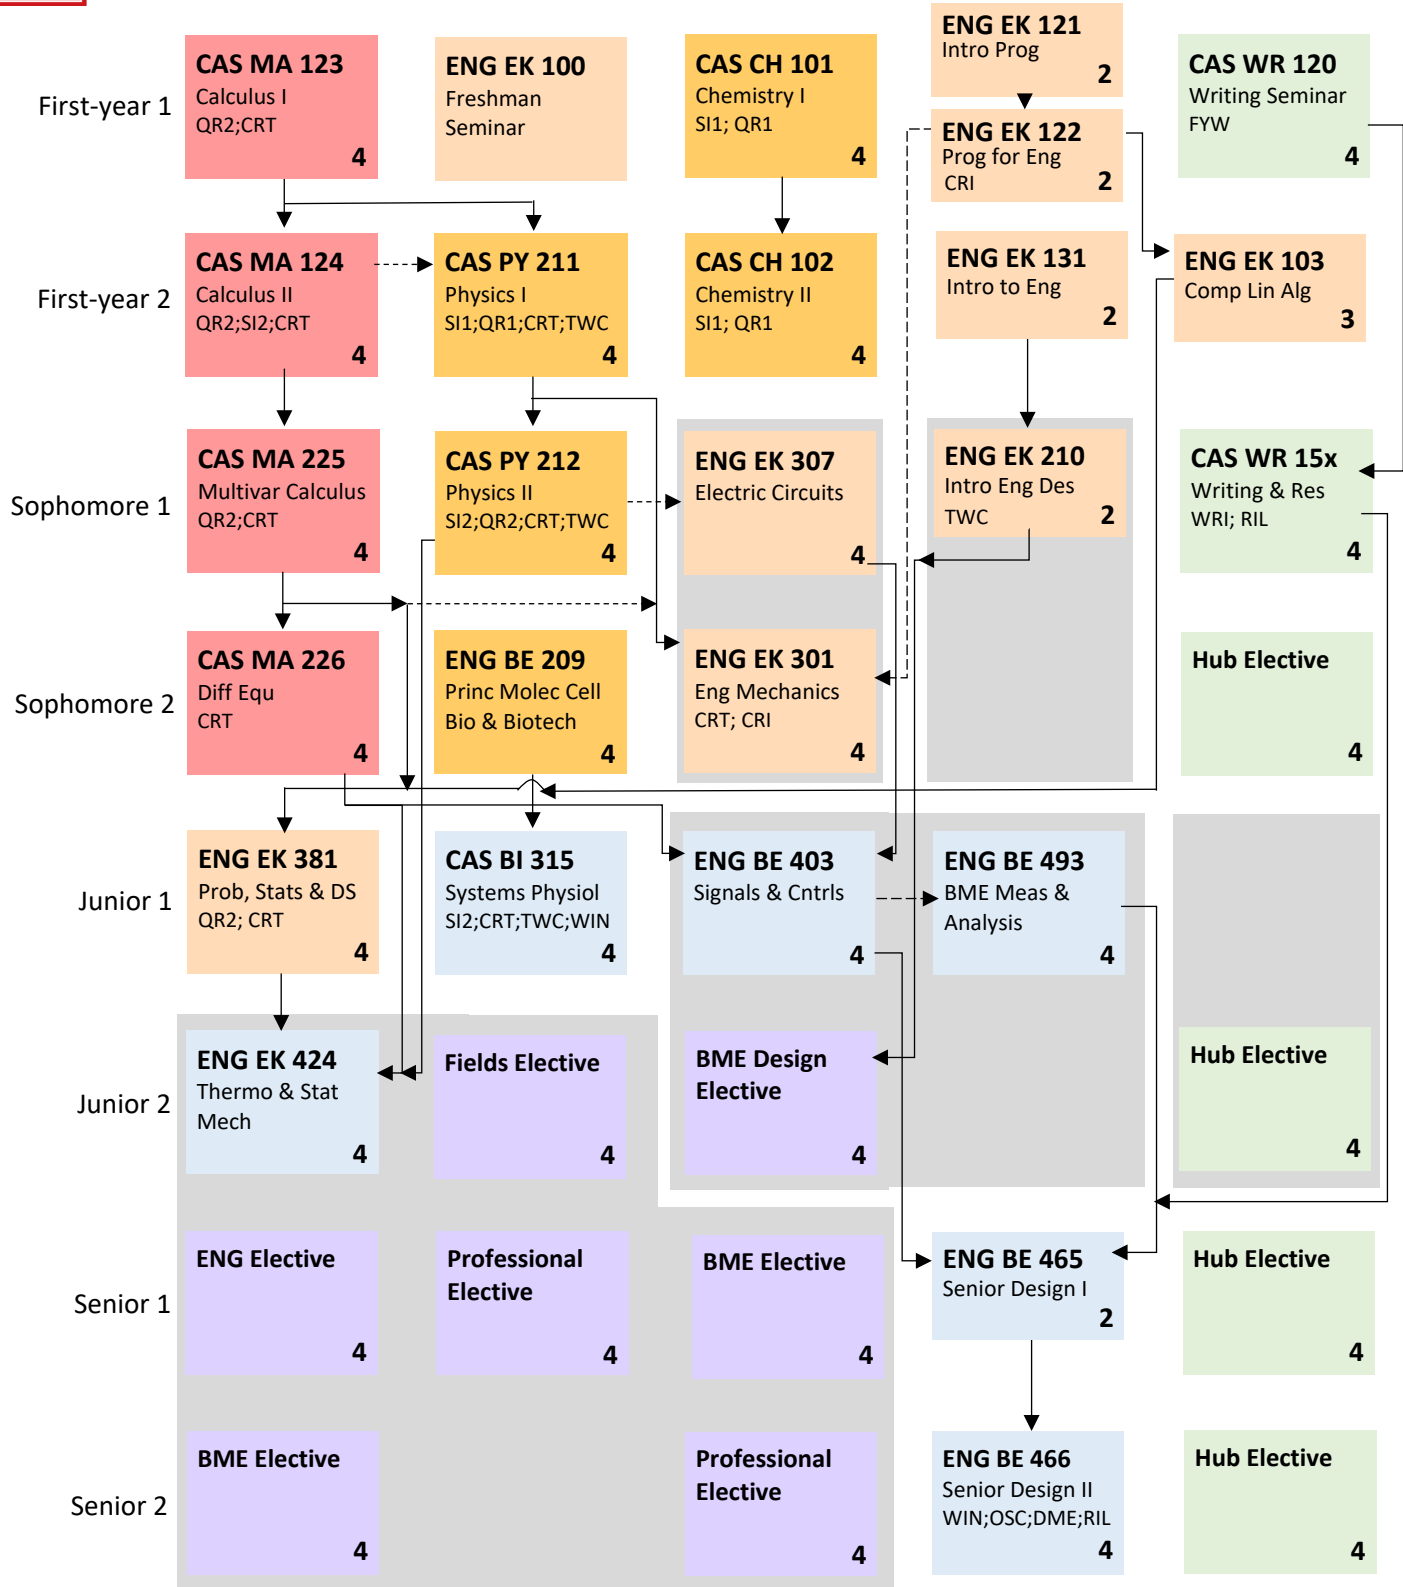 First-year 1
CAS MA 123
Calculus I
QR2;CRT
4
ENG EK 100
Freshman
Seminar
CAS CH 101
Chemistry I
SI1; QR1
4
ENG EK 121
Intro Prog
2
ENG EK 122
Prog for Eng
CRI
2
CAS WR 120
Writing Seminar
FYW
4
First-year 2
CAS MA 124
Calculus II
QR2;SI2;CRT
4
CAS PY 211
Physics I
SI1;QR1;CRT;TWC
4
CAS CH 102
Chemistry II
SI1; QR1
4
ENG EK 131
Intro to Eng
2
ENG EK 103
Comp Lin Alg
3
Sophomore 1
CAS MA 225
Multivar Calculus
QR2;CRT
4
CAS PY 212
Physics II
SI2;QR2;CRT;TWC
4
ENG EK 307
Electric Circuits
4
ENG EK 210
Intro Eng Des
TWC
2
CAS WR 15x
Writing & Res
WRI; RIL
4
Sophomore 2
CAS MA 226
Diff Equ
CRT
4
ENG BE 209
Princ Molec Cell
Bio & Biotech
4
ENG EK 301
Eng Mechanics
CRT; CRI
4
Hub Elective
4
Junior 1
ENG EK 381
Prob, Stats & DS
QR2; CRT
4
CAS BI 315
Systems Physiol
SI2;CRT;TWC;WIN
4
ENG BE 403
Signals & Cntrls
4
ENG BE 493
BME Meas &
Analysis
4
Junior 2
ENG EK 424
Thermo & Stat
Mech
4
Fields Elective
4
BME Design
Elective
4
Hub Elective
4
Senior 1
ENG Elective
4
Professional
Elective
4
BME Elective
4
ENG BE 465
Senior Design I
2
Hub Elective
4
Senior 2
BME Elective
4
Professional
Elective
4
ENG BE 466
Senior Design II
WIN;OSC;DME;RIL
4
Hub Elective
4